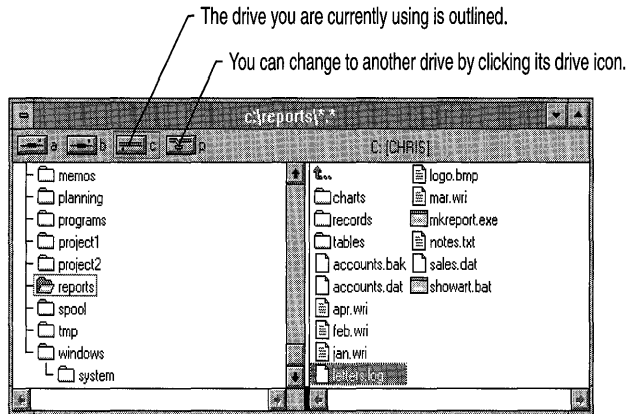 The drive you are currently using is outlined.
You can change to another drive by clicking its drive icon.
c:\reports\*.*
a b c p C: [CHRIS]
memos
planning
programs
project1
project2
reports
spool
tmp
windows
system
charts
records
tables
accounts.bak
accounts.dat
apr.wri
feb.wri
jan.wri
letters.log
logo.bmp
mar.wri
mkreport.exe
notes.txt
sales.dat
showart.bat